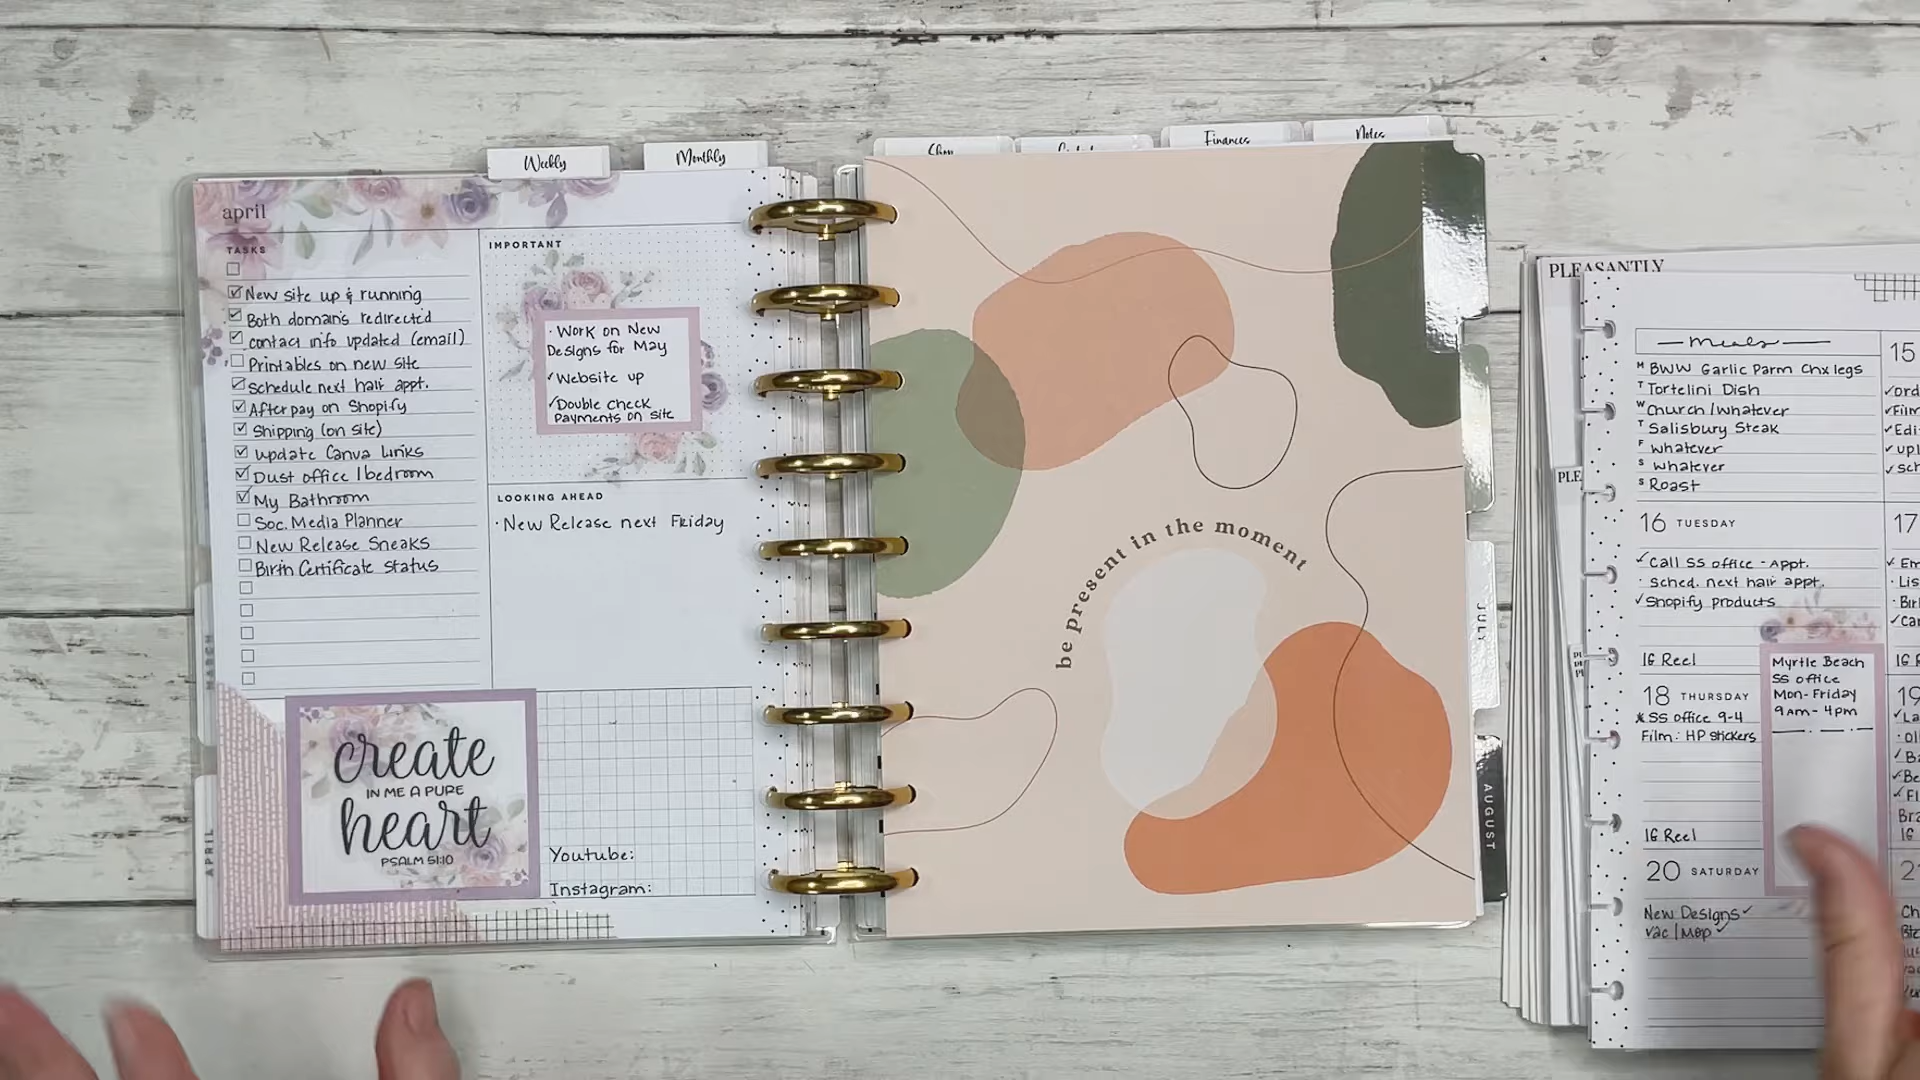 Weekly
Monthly
Finances
Notes
april
TASKS
New site up & running
Both domains redirected
contact info updated (email)
Printables on new site
Schedule next hair appt.
Afterpay on Shopify
Shipping (on site)
update Canva Links
Dust office / bedroom
My Bathroom
Soc. Media Planner
New Release Sneaks
Birth Certificate Status
IMPORTANT
· Work on New
Designs for May
✓Website up
✓Double check
Payments on site
LOOKING AHEAD
· New Release next Friday
create
IN ME A PURE
heart
PSALM 51:10
Youtube:
Instagram:
MARCH
APRIL
be present in the moment
JULY
AUGUST
PLEASANTLY
meals
M BWW Garlic Parm Chx legs
T Tortelini Dish
W Church / whatever
T Salisbury Steak
F whatever
S whatever
S Roast
15
16 TUESDAY
✓Call SS office - Appt.
· Sched. next hair appt.
✓Shopify products
IG Reel
17
IG
18 THURSDAY
* SS office 9-4
Film: HP stickers
IG Reel
Myrtle Beach
SS office
Mon-Friday
9am-4pm
19
IG
20 SATURDAY
New Designs ✓
Vac / Mop ✓